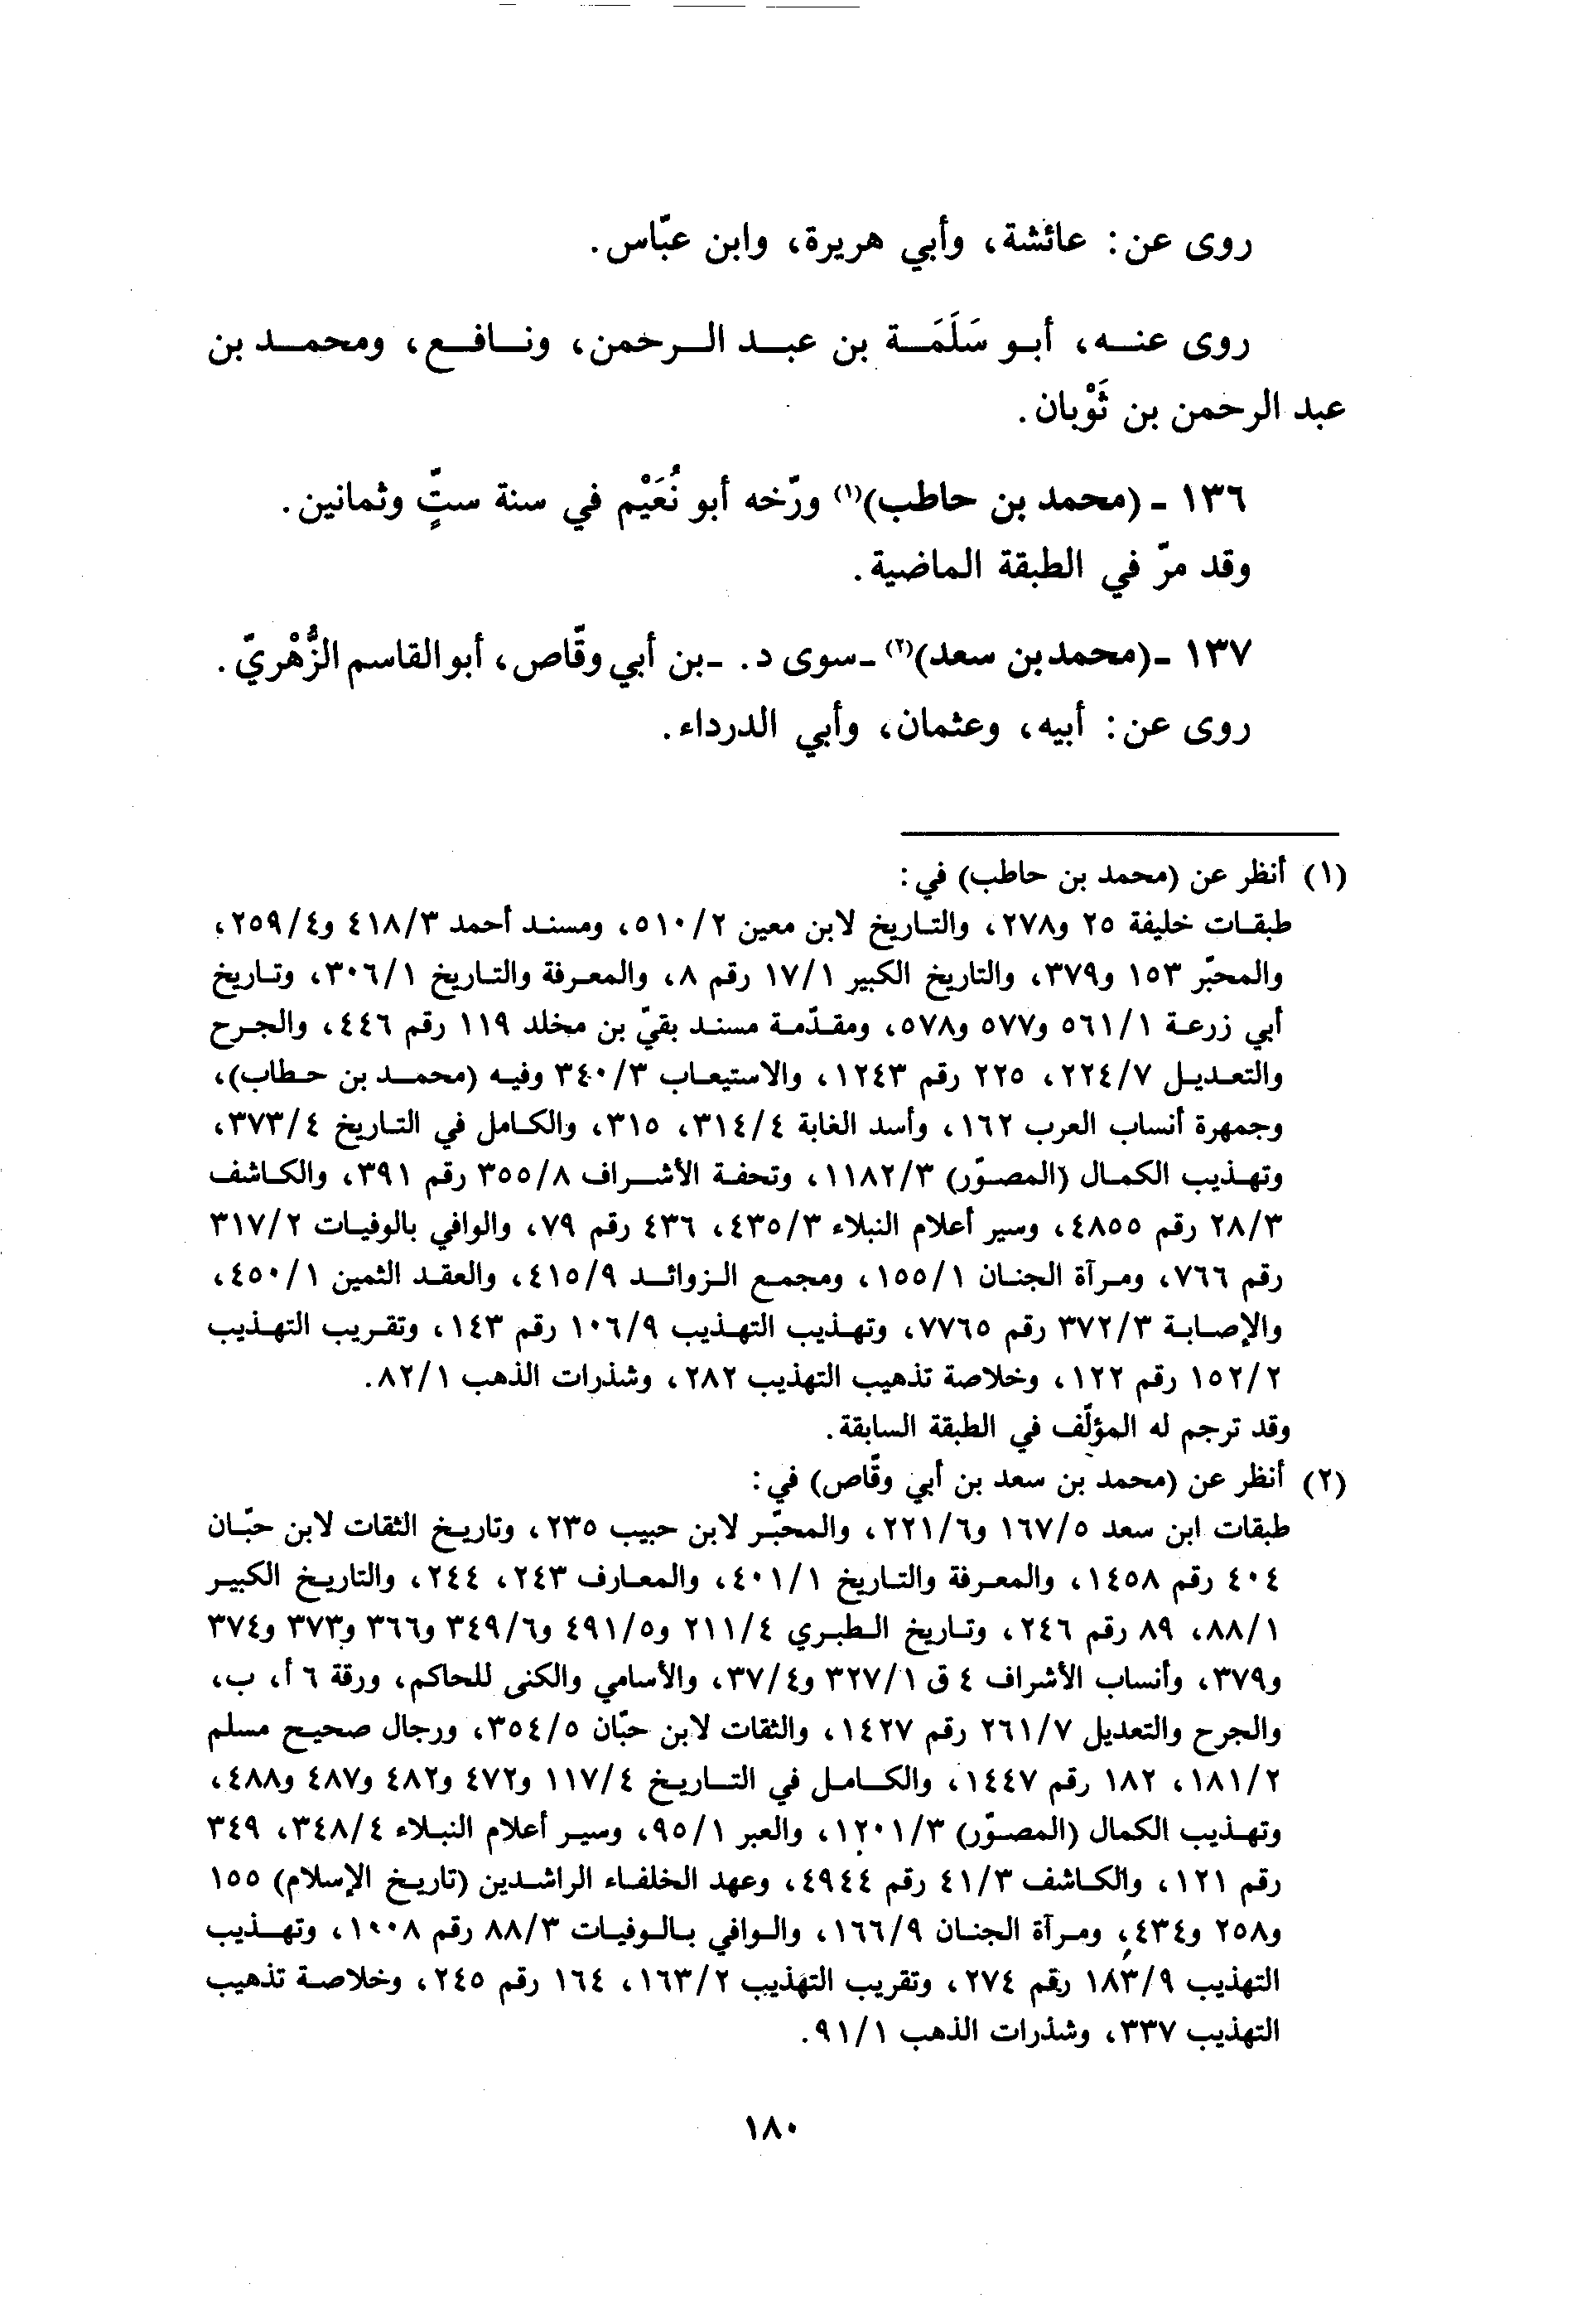 روى عن: عائشة، وأبي هريرة، وابن عبّاس.
روى عنه، أبو سَلَمَة بن عبد الرحمن، ونافع، ومحمد بن
عبد الرحمن بن ثَوْبان.
١٣٦ - (محمد بن حاطب)(١) ورّخه أبو نُعَيْم في سنة ستٍّ وثمانين.
وقد مرّ في الطبقة الماضية.
١٣٧ - (محمد بن سعد)(٢) - سوى د. - بن أبي وقّاص، أبو القاسم الزُّهْريّ.
روى عن: أبيه، وعثمان، وأبي الدرداء.
(١) أنظر عن (محمد بن حاطب) في:
طبقات خليفة ٢٥ و٢٧٨، والتاريخ لابن معين ٥١٠/٢، ومسند أحمد ٤١٨/٣ و٢٥٩/٤،
والمحبّر ١٥٣ و٣٧٩، والتاريخ الكبير ١٧/١ رقم ٨، والمعرفة والتاريخ ٣٠٦/١، وتاريخ
أبي زرعة ٥٦١/١ و٥٧٧ و٥٧٨، ومقدّمة مسند بقيّ بن مخلد ١١٩ رقم ٤٤٦، والجرح
والتعديل ٢٢٤/٧، ٢٢٥ رقم ١٢٤٣، والاستيعاب ٣٤٠/٣ وفيه (محمد بن حطاب)،
وجمهرة أنساب العرب ١٦٢، وأسد الغابة ٣١٤/٤، ٣١٥، والكامل في التاريخ ٣٧٣/٤،
وتهذيب الكمال (المصوّر) ١١٨٢/٣، وتحفة الأشراف ٣٥٥/٨ رقم ٣٩١، والكاشف
٢٨/٣ رقم ٤٨٥٥، وسير أعلام النبلاء ٤٣٥/٣، ٤٣٦ رقم ٧٩، والوافي بالوفيات ٣١٧/٢
رقم ٧٦٦، ومرآة الجنان ١٥٥/١، ومجمع الزوائد ٤١٥/٩، والعقد الثمين ٤٥٠/١،
والإصابة ٣٧٢/٣ رقم ٧٧٦٥، وتهذيب التهذيب ١٠٦/٩ رقم ١٤٣، وتقريب التهذيب
١٥٢/٢ رقم ١٢٢، وخلاصة تذهيب التهذيب ٢٨٢، وشذرات الذهب ٨٢/١.
وقد ترجم له المؤلّف في الطبقة السابقة.
(٢) أنظر عن (محمد بن سعد بن أبي وقّاص) في:
طبقات ابن سعد ١٦٧/٥ و٢٢١/٦، والمحبّر لابن حبيب ٢٣٥، وتاريخ الثقات لابن حبّان
٤٠٤ رقم ١٤٥٨، والمعرفة والتاريخ ٤٠١/١، والمعارف ٢٤٣، ٢٤٤، والتاريخ الكبير
٨٨/١، ٨٩ رقم ٢٤٦، وتاريخ الطبري ٢١١/٤ و٤٩١/٥ و٣٤٩/٦ و٣٦٦ و٣٧٣ و٣٧٤
و٣٧٩، وأنساب الأشراف ٤ ق ٣٢٧/١ و٣٧/٤، والأسامي والكنى للحاكم، ورقة ٦ أ، ب،
والجرح والتعديل ٢٦١/٧ رقم ١٤٢٧، والثقات لابن حبّان ٣٥٤/٥، ورجال صحيح مسلم
١٨١/٢، ١٨٢ رقم ١٤٤٧، والكامل في التاريخ ١١٧/٤ و٤٧٢ و٤٨٢ و٤٨٧ و٤٨٨،
وتهذيب الكمال (المصوّر) ١٢٠١/٣، والعبر ٩٥/١، وسير أعلام النبلاء ٣٤٨/٤، ٣٤٩
رقم ١٢١، والكاشف ٤١/٣ رقم ٤٩٤٤، وعهد الخلفاء الراشدين (تاريخ الإسلام) ١٥٥
و٢٥٨ و٤٣٤، ومرآة الجنان ١٦٦/٩، والوافي بالوفيات ٨٨/٣ رقم ١٠٠٨، وتهذيب
التهذيب ١٨٣/٩ رقم ٢٧٤، وتقريب التهذيب ١٦٣/٢، ١٦٤ رقم ٢٤٥، وخلاصة تذهيب
التهذيب ٣٣٧، وشذرات الذهب ٩١/١.
١٨٠